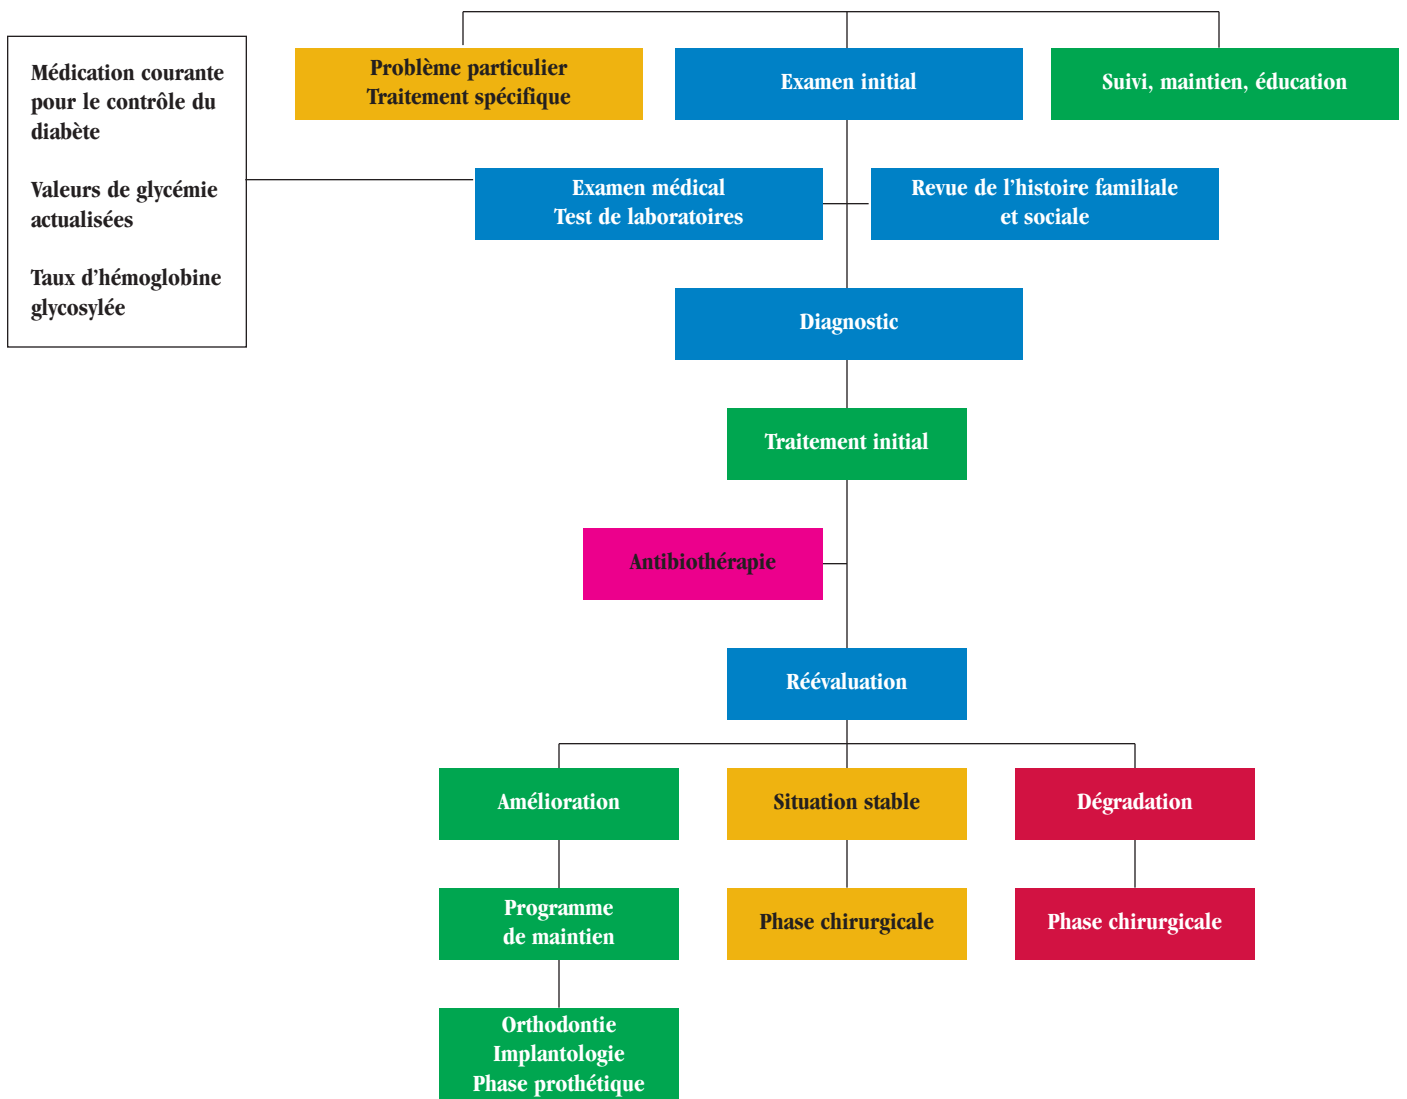 Problème particulier
Traitement spécifique
Examen initial
Suivi, maintien, éducation
Médication courante
pour le contrôle du
diabète
Valeurs de glycémie
actualisées
Taux d’hémoglobine
glycosylée
Examen médical
Test de laboratoires
Revue de l’histoire familiale
et sociale
Diagnostic
Traitement initial
Antibiothérapie
Réévaluation
Amélioration
Situation stable
Dégradation
Programme
de maintien
Phase chirurgicale
Phase chirurgicale
Orthodontie
Implantologie
Phase prothétique